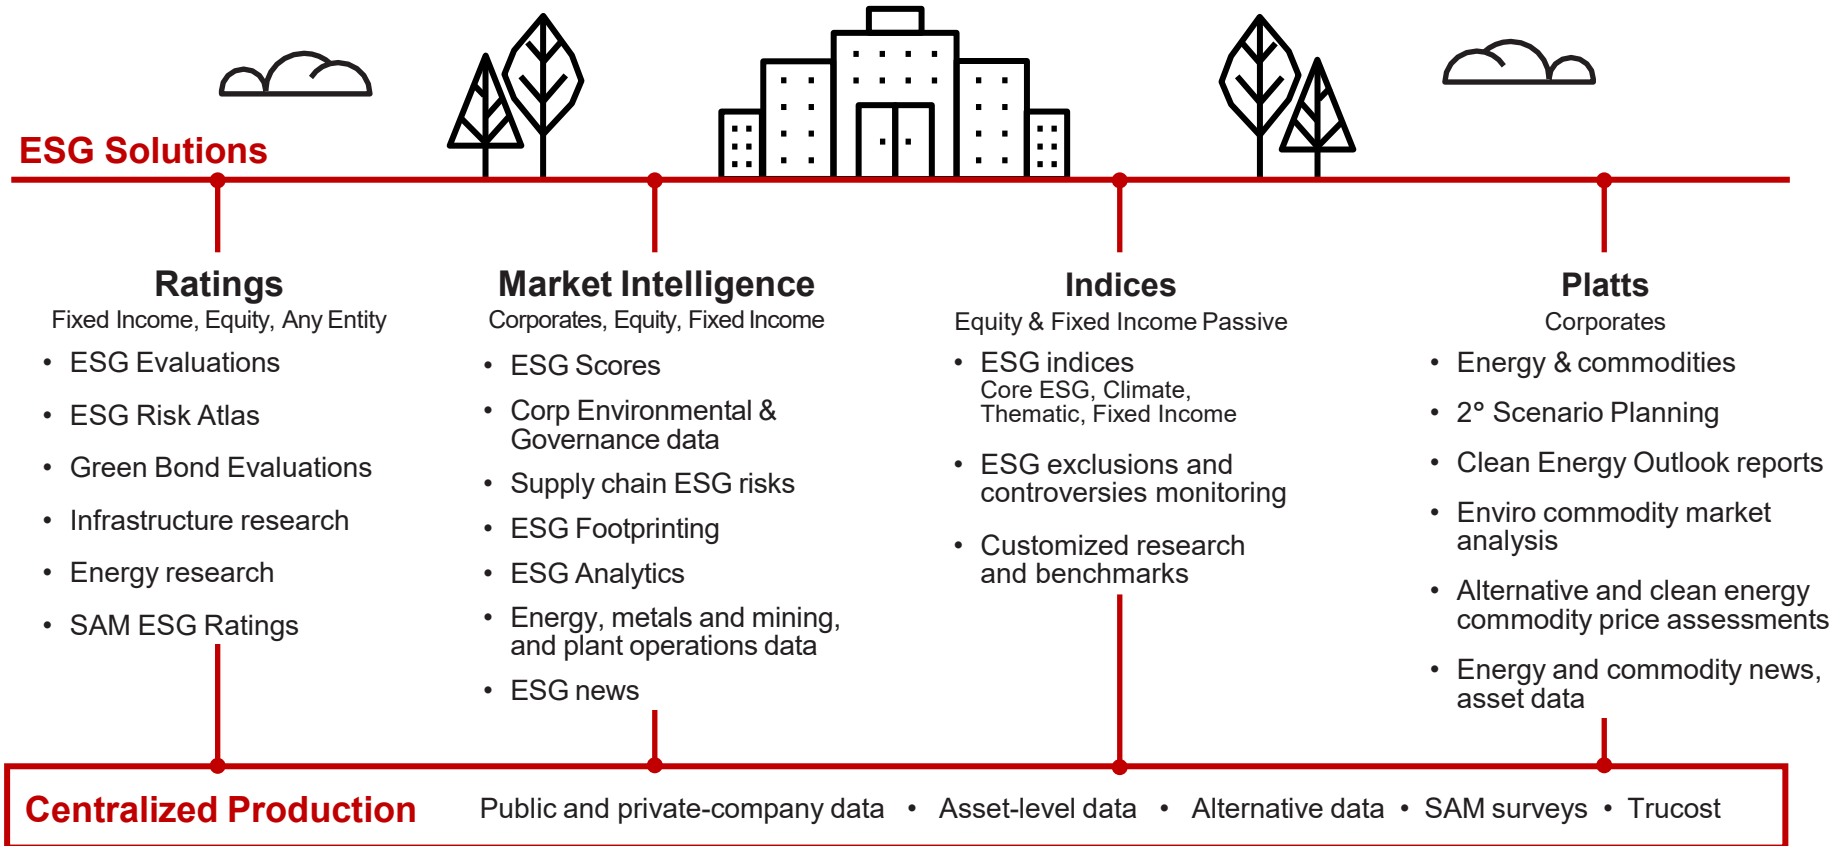 ESG Solutions
Ratings
Fixed Income, Equity, Any Entity
• ESG Evaluations
• ESG Risk Atlas
• Green Bond Evaluations
• Infrastructure research
• Energy research
• SAM ESG Ratings
Market Intelligence
Corporates, Equity, Fixed Income
• ESG Scores
• Corp Environmental &
Governance data
• Supply chain ESG risks
• ESG Footprinting
• ESG Analytics
• Energy, metals and mining,
and plant operations data
• ESG news
Indices
Equity & Fixed Income Passive
• ESG indices
Core ESG, Climate,
Thematic, Fixed Income
• ESG exclusions and
controversies monitoring
• Customized research
and benchmarks
Platts
Corporates
• Energy & commodities
• 2° Scenario Planning
• Clean Energy Outlook reports
• Enviro commodity market
analysis
• Alternative and clean energy
commodity price assessments
• Energy and commodity news,
asset data
Centralized Production
Public and private-company data • Asset-level data • Alternative data • SAM surveys • Trucost